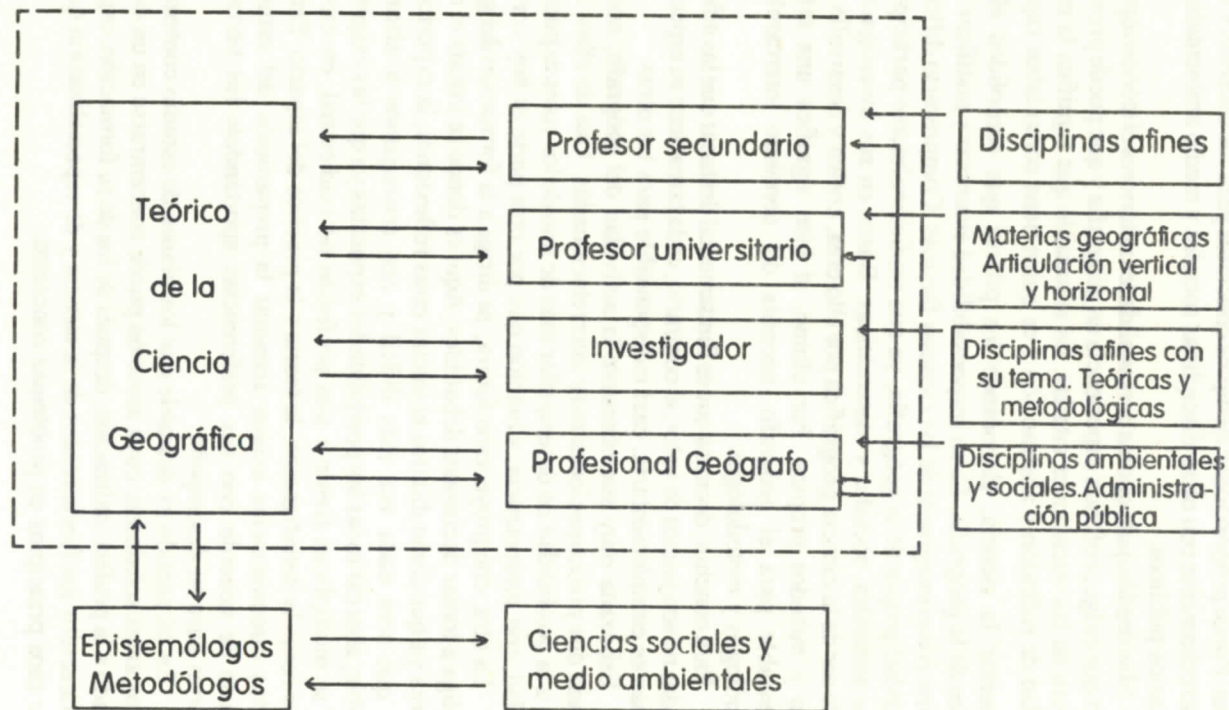 Teórico
de la
Ciencia
Geográfica
Profesor secundario
Profesor universitario
Investigador
Profesional Geógrafo
Disciplinas afines
Materias geográficas
Articulación vertical
y horizontal
Disciplinas afines con
su tema. Teóricas y
metodológicas
Disciplinas ambientales
y sociales.Administra-
ción pública
Epistemólogos
Metodólogos
Ciencias sociales y
medio ambientales